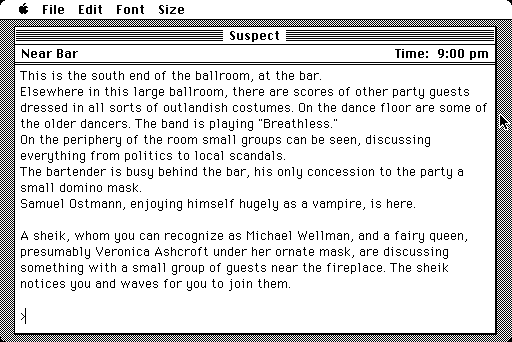 File Edit Font Size
Suspect
Near Bar Time: 9:00 pm
This is the south end of the ballroom, at the bar.
Elsewhere in this large ballroom, there are scores of other party guests
dressed in all sorts of outlandish costumes. On the dance floor are some of
the older dancers. The band is playing "Breathless."
On the periphery of the room small groups can be seen, discussing
everything from politics to local scandals.
The bartender is busy behind the bar, his only concession to the party a
small domino mask.
Samuel Ostmann, enjoying himself hugely as a vampire, is here.
A sheik, whom you can recognize as Michael Wellman, and a fairy queen,
presumably Veronica Ashcroft under her ornate mask, are discussing
something with a small group of guests near the fireplace. The sheik
notices you and waves for you to join them.
>